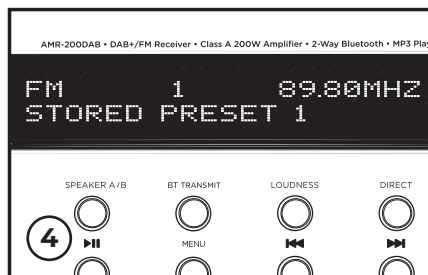 AMR-200DAB • DAB+/FM Receiver • Class A 200W Amplifier • 2-Way Bluetooth • MP3 Play
FM 1 89.80MHZ
STORED PRESET 1
SPEAKER A/B BT TRANSMIT LOUDNESS DIRECT
4
MENU